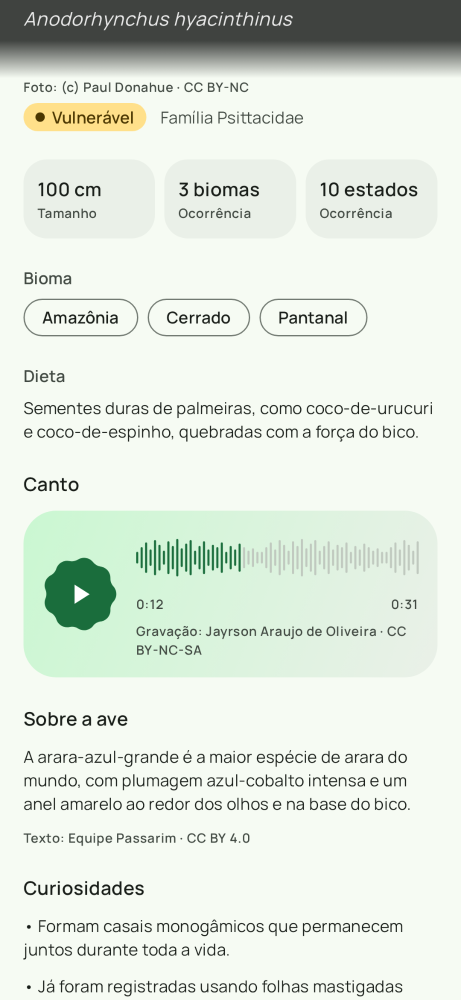 Anodorhynchus hyacinthinus
Foto: (c) Paul Donahue · CC BY-NC
Vulnerável
Família Psittacidae
100 cm
Tamanho
3 biomas
Ocorrência
10 estados
Ocorrência
Bioma
Amazônia
Cerrado
Pantanal
Dieta
Sementes duras de palmeiras, como coco-de-urucuri
e coco-de-espinho, quebradas com a força do bico.
Canto
0:12
0:31
Gravação: Jayrson Araujo de Oliveira · CC
BY-NC-SA
Sobre a ave
A arara-azul-grande é a maior espécie de arara do
mundo, com plumagem azul-cobalto intensa e um
anel amarelo ao redor dos olhos e na base do bico.
Texto: Equipe Passarim · CC BY 4.0
Curiosidades
• Formam casais monogâmicos que permanecem
juntos durante toda a vida.
• Já foram registradas usando folhas mastigadas